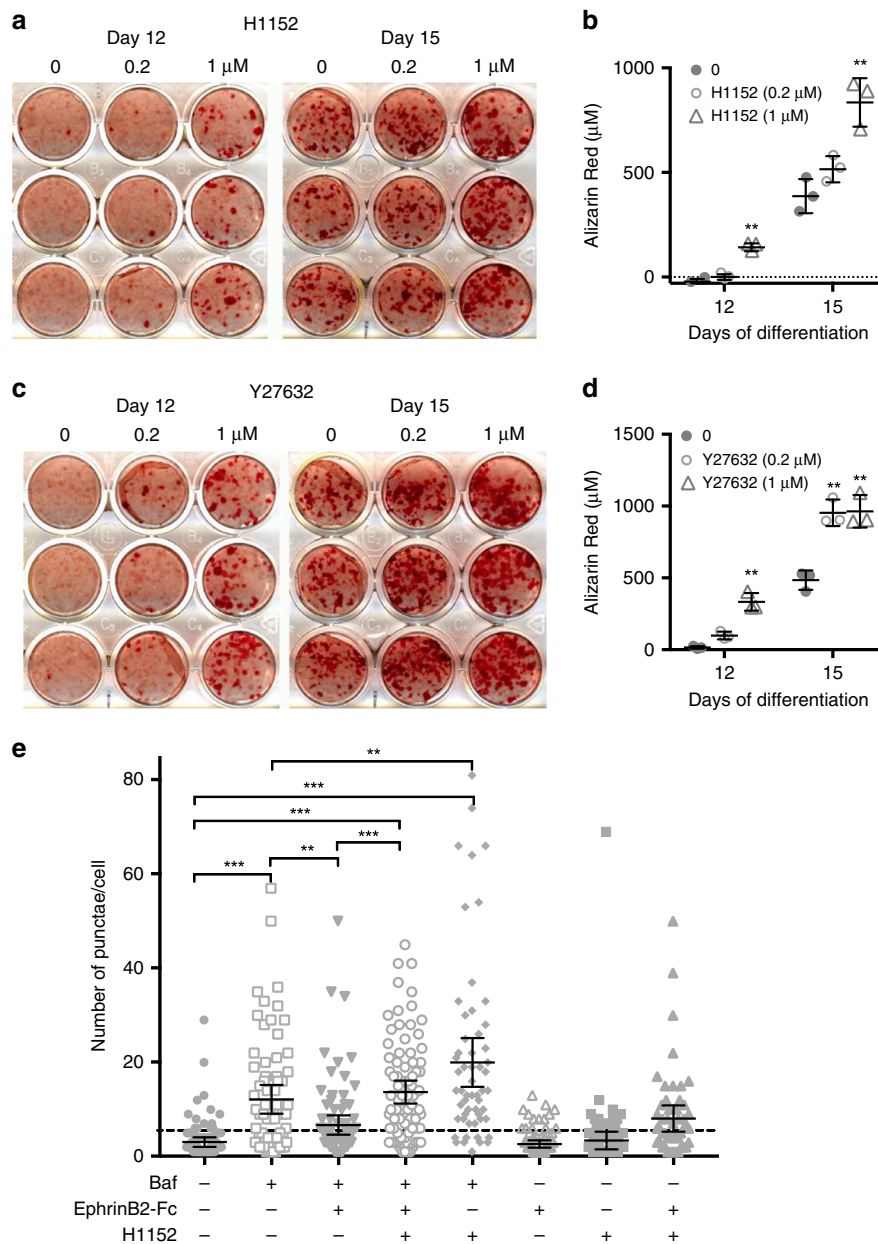 a
H1152
Day 12
Day 15
0
0.2
1 μM
0
0.2
1 μM
b
1000
500
0
Alizarin Red (μM)
0
H1152 (0.2 μM)
H1152 (1 μM)
**
**
12
15
Days of differentiation
c
Y27632
Day 12
Day 15
0
0.2
1 μM
0
0.2
1 μM
d
1500
1000
500
0
Alizarin Red (μM)
0
Y27632 (0.2 μM)
Y27632 (1 μM)
**
**
**
12
15
Days of differentiation
e
80
60
40
20
0
Number of punctae/cell
**
***
***
***
**
***
Baf – + + + + – – –
EphrinB2-Fc – – + + – + – +
H1152 – – – + + – + +